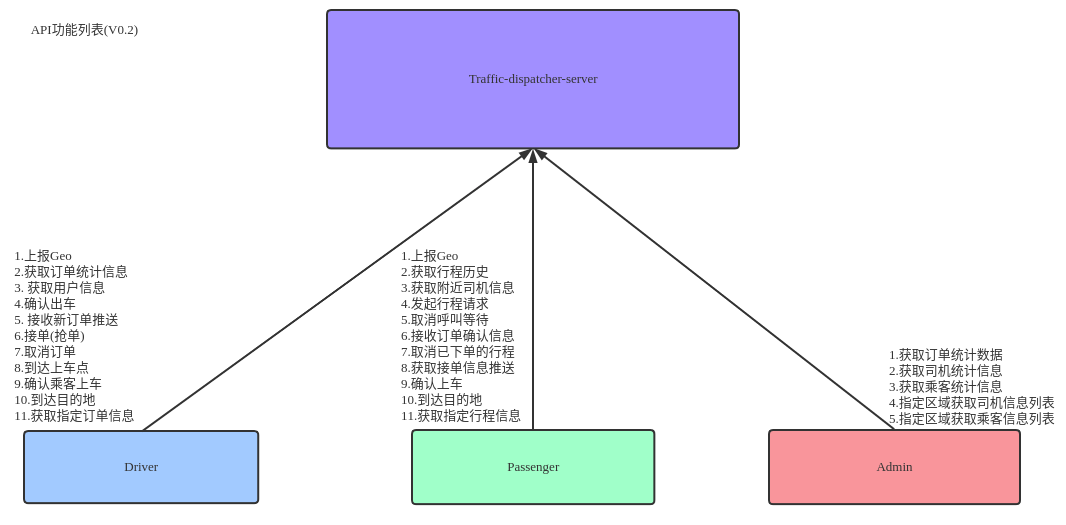 API功能列表(V0.2)
Traffic-dispatcher-server
1.上报Geo
2.获取订单统计信息
3. 获取用户信息
4.确认出车
5. 接收新订单推送
6.接单(抢单)
7.取消订单
8.到达上车点
9.确认乘客上车
10.到达目的地
11.获取指定订单信息
Driver
1.上报Geo
2.获取行程历史
3.获取附近司机信息
4.发起行程请求
5.取消呼叫等待
6.接收订单确认信息
7.取消已下单的行程
8.获取接单信息推送
9.确认上车
10.到达目的地
11.获取指定行程信息
Passenger
1.获取订单统计数据
2.获取司机统计信息
3.获取乘客统计信息
4.指定区域获取司机信息列表
5.指定区域获取乘客信息列表
Admin